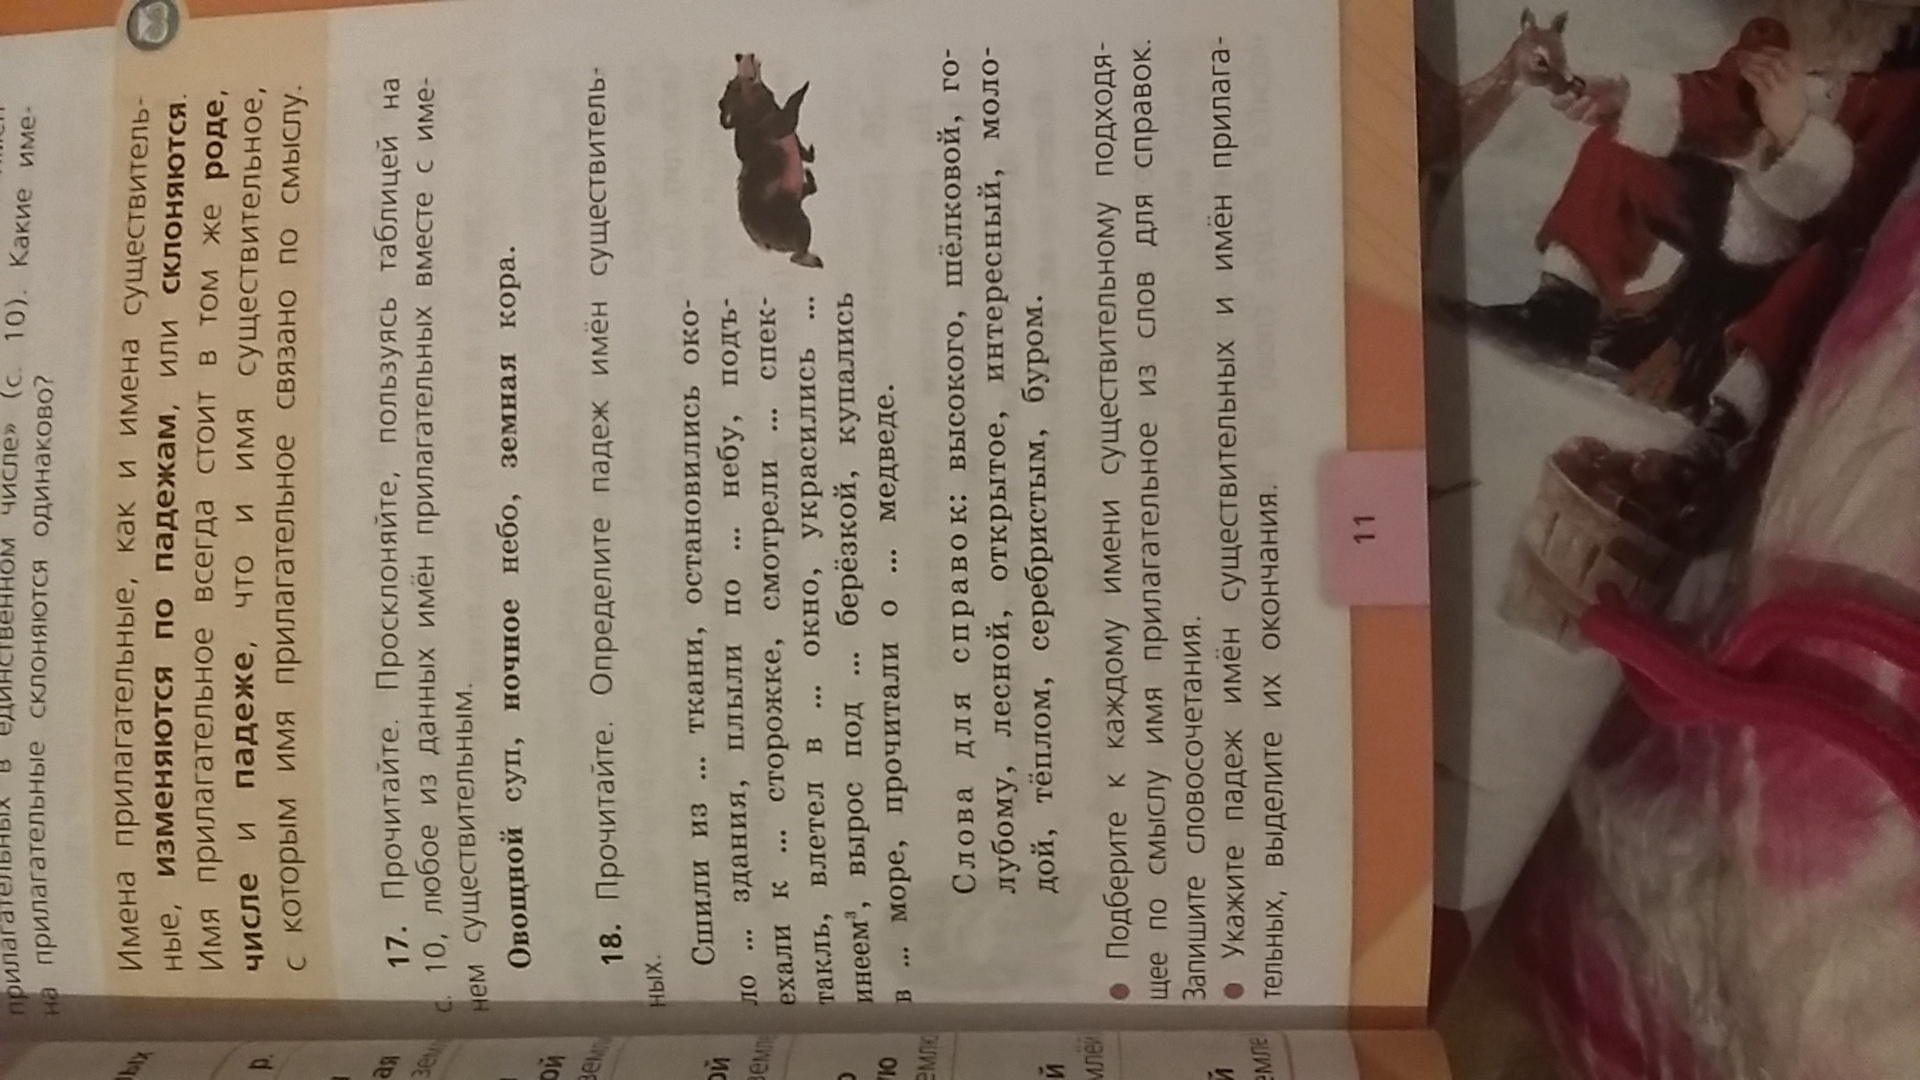 прилагательных в единственном числе» (с. 10). Какие име-
на прилагательные склоняются одинаково?
Имена прилагательные, как и имена существитель-
ные, изменяются по падежам, или склоняются.
Имя прилагательное всегда стоит в том же роде,
числе и падеже, что и имя существительное,
с которым имя прилагательное связано по смыслу.
17. Прочитайте. Просклоняйте, пользуясь таблицей на
с. 10, любое из данных имён прилагательных вместе с име-
нем существительным.
Овощной суп, ночное небо, земная кора.
18. Прочитайте. Определите падеж имён существитель-
ных.
Спилили из ... ткани, остановились око-
ло ... здания, плыли по ... небу, подъ-
ехали к ... сторожке, смотрели ... спек-
такль, влетел в ... окно, украсились ...
инеем³, вырос под ... берёзкой, купались
в ... море, прочитали о ... медведе.
Слова для справок: высокого, шёлковой, го-
лубому, лесной, открытое, интересный, моло-
дой, тёплом, серебристым, буром.
● Подберите к каждому имени существительному подходя-
щее по смыслу имя прилагательное из слов для справок.
Запишите словосочетания.
● Укажите падеж имён существительных и имён прилага-
тельных, выделите их окончания.
11